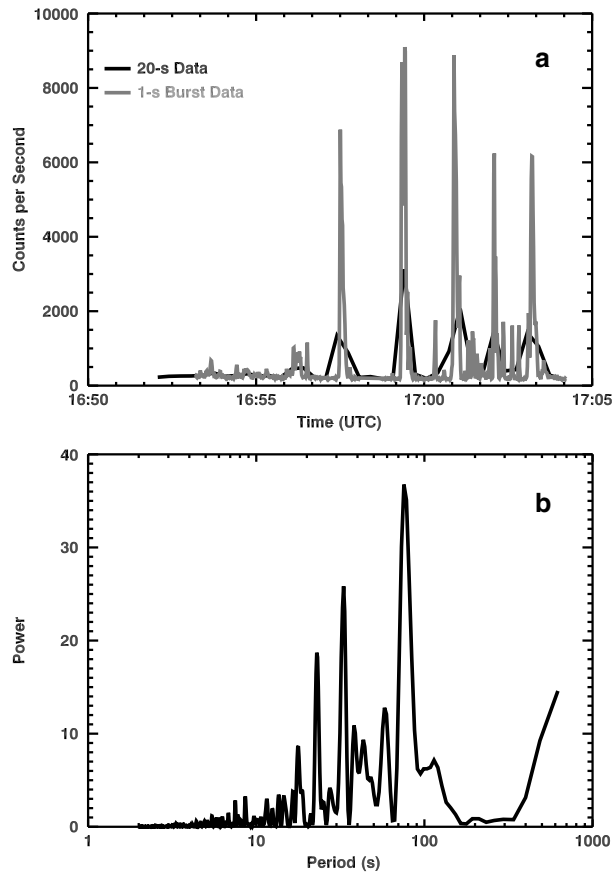 10000
a
20-s Data
1-s Burst Data
8000
6000
Counts per Second
4000
2000
0
16:50 16:55 17:00 17:05
Time (UTC)
40
b
30
Power
20
10
0
1 10 100 1000
Period (s)